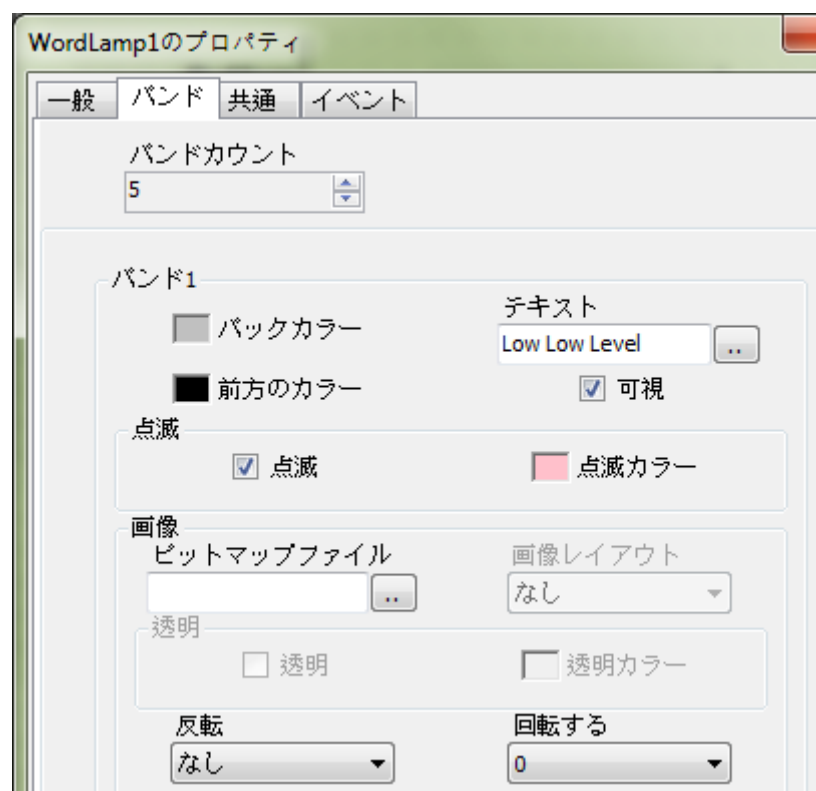 WordLamp1のプロパティ
一般 バンド 共通 イベント
バンドカウント
5
バンド1
バックカラー
テキスト
Low Low Level ..
前方のカラー 可視
点滅
点滅 点滅カラー
画像
ビットマップファイル 画像レイアウト
.. なし
透明
透明 透明カラー
反転 回転する
なし 0